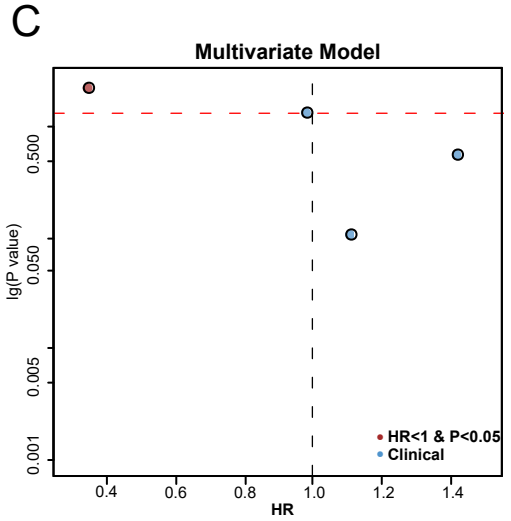 C
Multivariate Model
lg(P value)
0.500
0.050
0.005
0.001
HR<1 & P<0.05
Clinical
0.4 0.6 0.8 1.0 1.2 1.4
HR